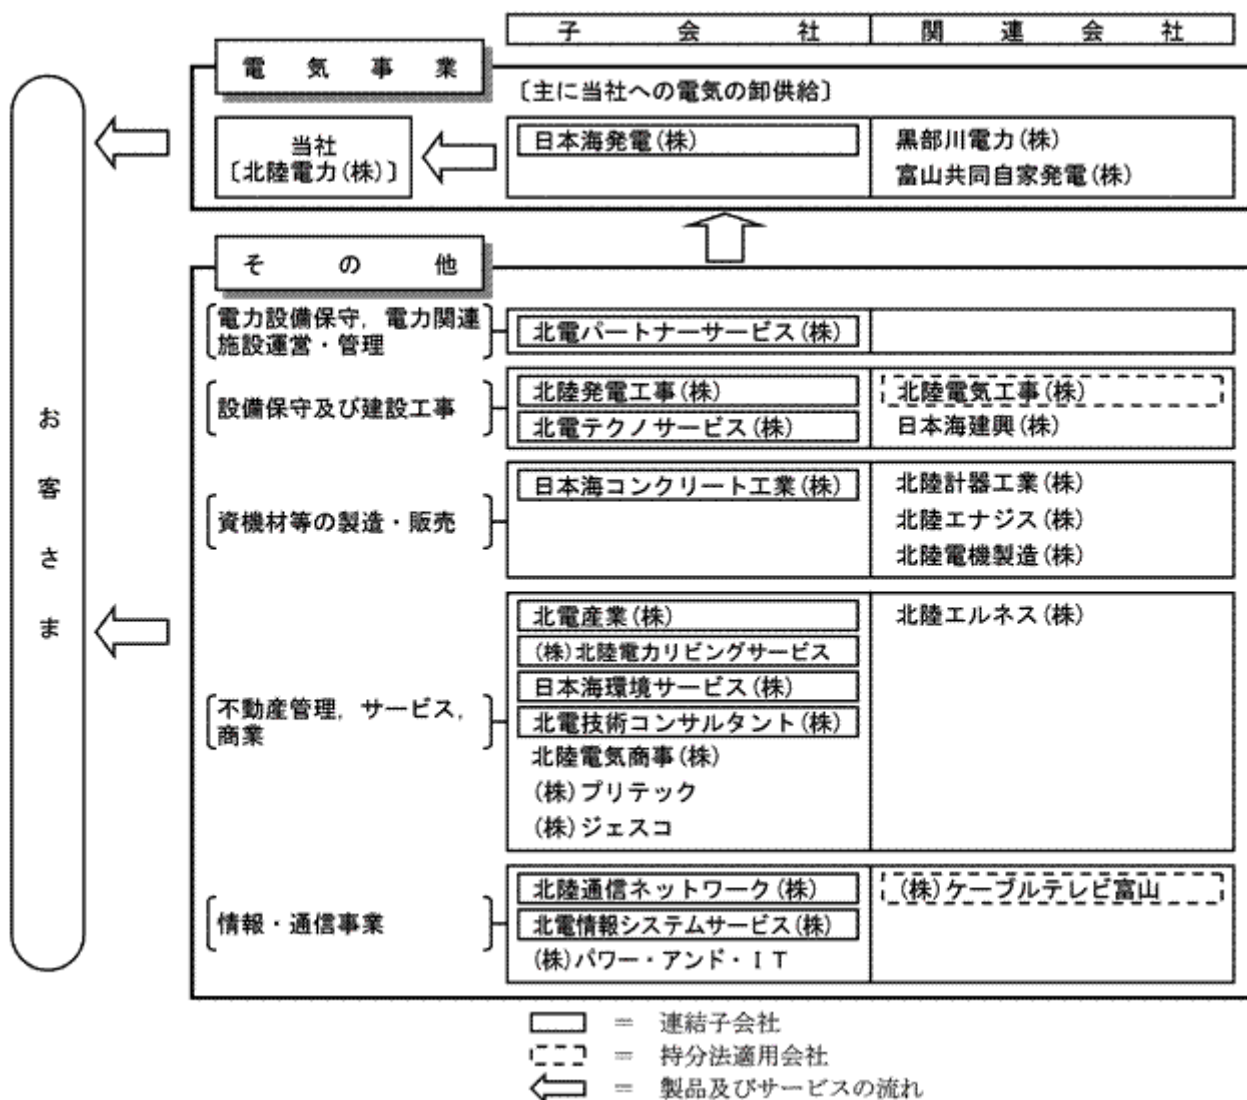 子会社 関連会社
電気事業
〔主に当社への電気の卸供給〕
当社
〔北陸電力(株)〕
日本海発電(株)
黒部川電力(株)
富山共同自家発電(株)
その他
電力設備保守，電力関連
施設運営・管理
北電パートナーサービス(株)
設備保守及び建設工事
北陸発電工事(株)
北電テクノサービス(株)
北陸電気工事(株)
日本海建興(株)
資機材等の製造・販売
日本海コンクリート工業(株)
北陸計器工業(株)
北陸エナジス(株)
北陸電機製造(株)
不動産管理，サービス，
商業
北電産業(株)
(株)北陸電力リビングサービス
日本海環境サービス(株)
北電技術コンサルタント(株)
北陸電気商事(株)
(株)プリテック
(株)ジェスコ
北陸エルネス(株)
情報・通信事業
北陸通信ネットワーク(株)
北電情報システムサービス(株)
(株)パワー・アンド・ＩＴ
(株)ケーブルテレビ富山
お客さま
＝ 連結子会社
＝ 持分法適用会社
＝ 製品及びサービスの流れ